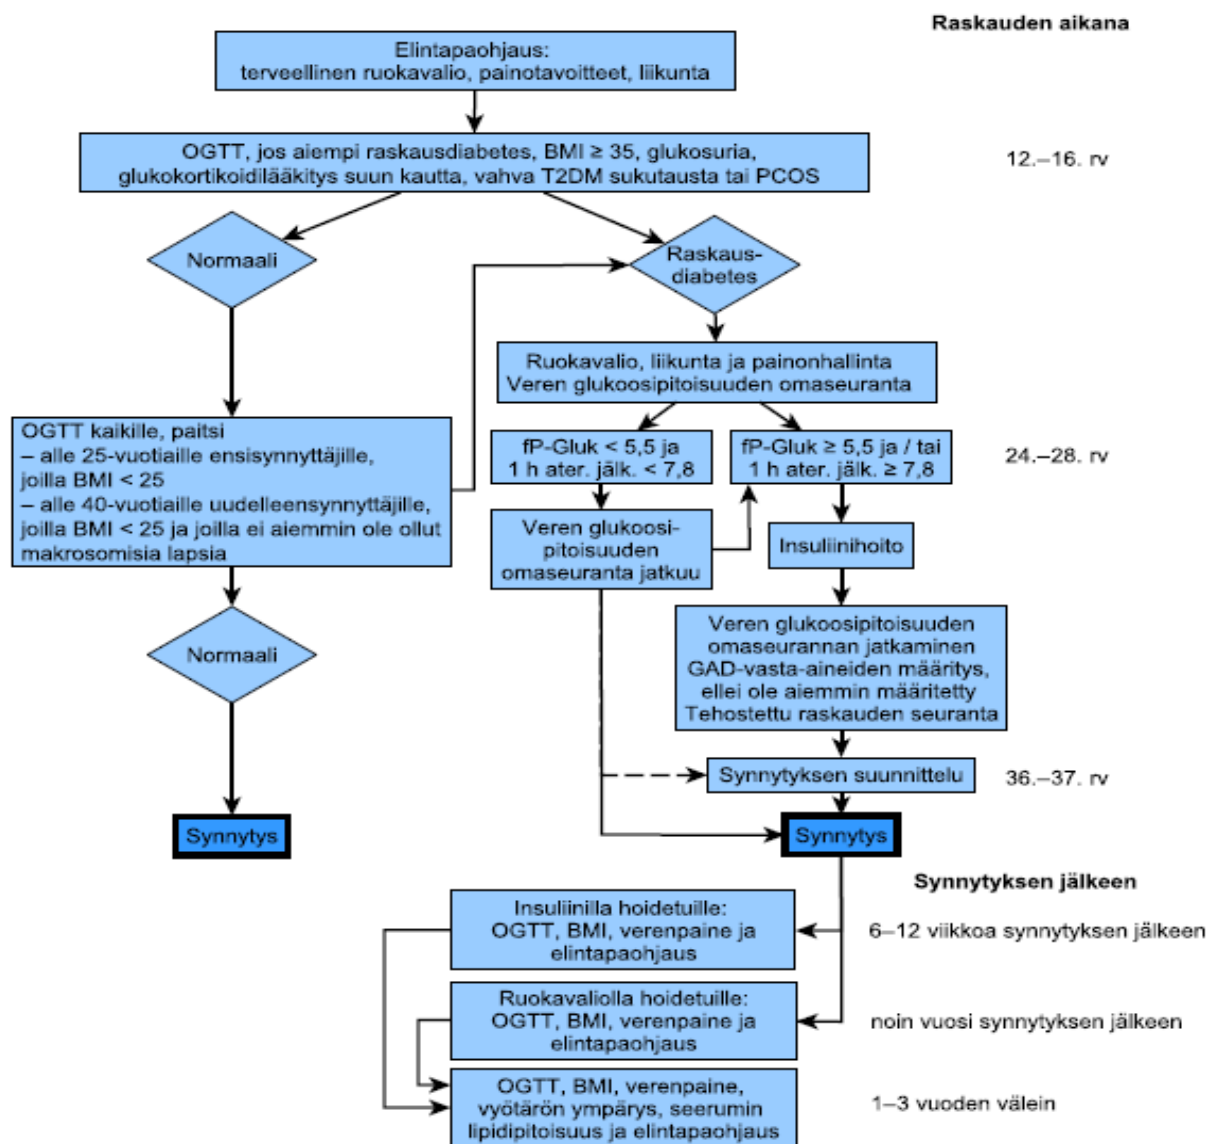 Raskauden aikana
Elintapaohjaus:
terveellinen ruokavalio, painotavoitteet, liikunta
OGTT, jos aiempi raskausdiabetes, BMI ≥ 35, glukosuria,
glukokortikoidilääkitys suun kautta, vahva T2DM sukutausta tai PCOS
12.–16. rv
Normaali
Raskaus-
diabetes
Ruokavalio, liikunta ja painonhallinta
Veren glukoosipitoisuuden omaseuranta
OGTT kaikille, paitsi
– alle 25-vuotiaille ensisynnyttäjille,
joilla BMI < 25
– alle 40-vuotiaille uudelleensynnyttäjille,
joilla BMI < 25 ja joilla ei aiemmin ole ollut
makrosomisia lapsia
fP-Gluk < 5,5 ja
1 h ater. jälk. < 7,8
fP-Gluk ≥ 5,5 ja / tai
1 h ater. jälk. ≥ 7,8
24.–28. rv
Veren glukoosi-
pitoisuuden
omaseuranta jatkuu
Insuliinihoito
Normaali
Veren glukoosipitoisuuden
omaseurannan jatkaminen
GAD-vasta-aineiden määritys,
ellei ole aiemmin määritetty
Tehostettu raskauden seuranta
Synnytyksen suunnittelu
36.–37. rv
Synnytys
Synnytys
Synnytyksen jälkeen
Insuliinilla hoidetuille:
OGTT, BMI, verenpaine ja
elintapaohjaus
6–12 viikkoa synnytyksen jälkeen
Ruokavaliolla hoidetuille:
OGTT, BMI, verenpaine ja
elintapaohjaus
noin vuosi synnytyksen jälkeen
OGTT, BMI, verenpaine,
vyötärön ympärys, seerumin
lipidipitoisuus ja elintapaohjaus
1–3 vuoden välein